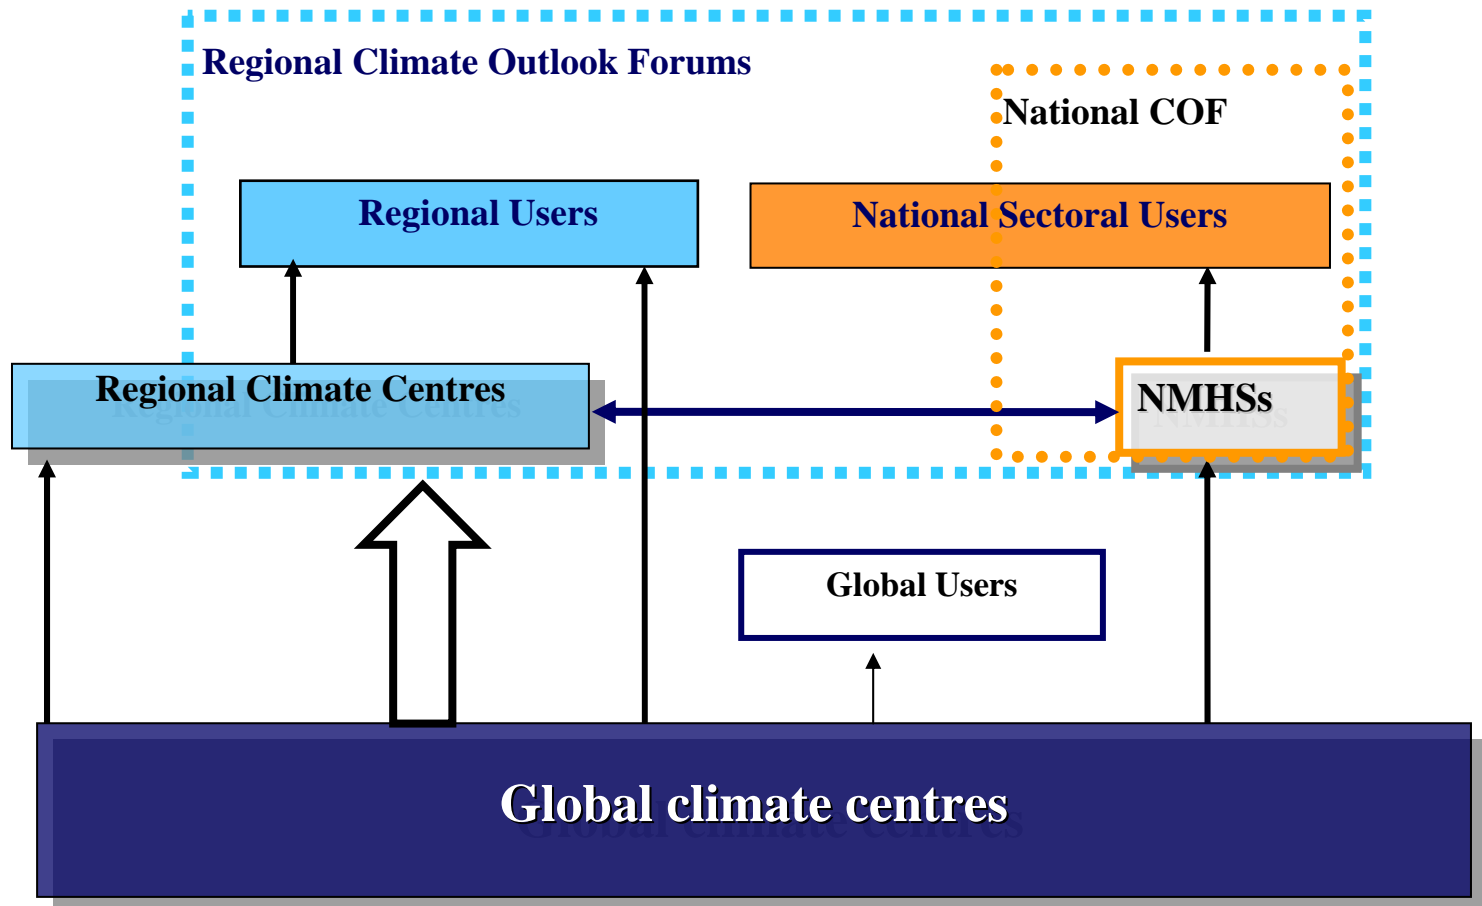 Regional Climate Outlook Forums
National COF
Regional Users
National Sectoral Users
Regional Climate Centres
NMHSs
Global Users
Global climate centres